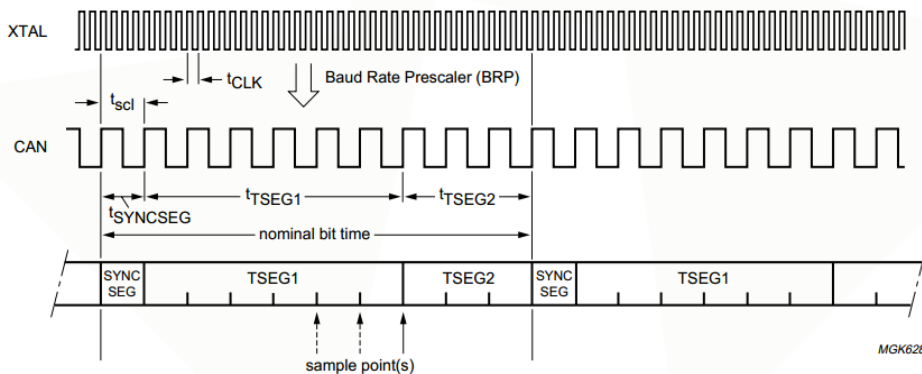 XTAL
tCLK
Baud Rate Prescaler (BRP)
tscl
CAN
tTSEG1
tTSEG2
tSYNCSEG
nominal bit time
SYNC
SEG
TSEG1
TSEG2
SYNC
SEG
TSEG1
sample point(s)
MGK628